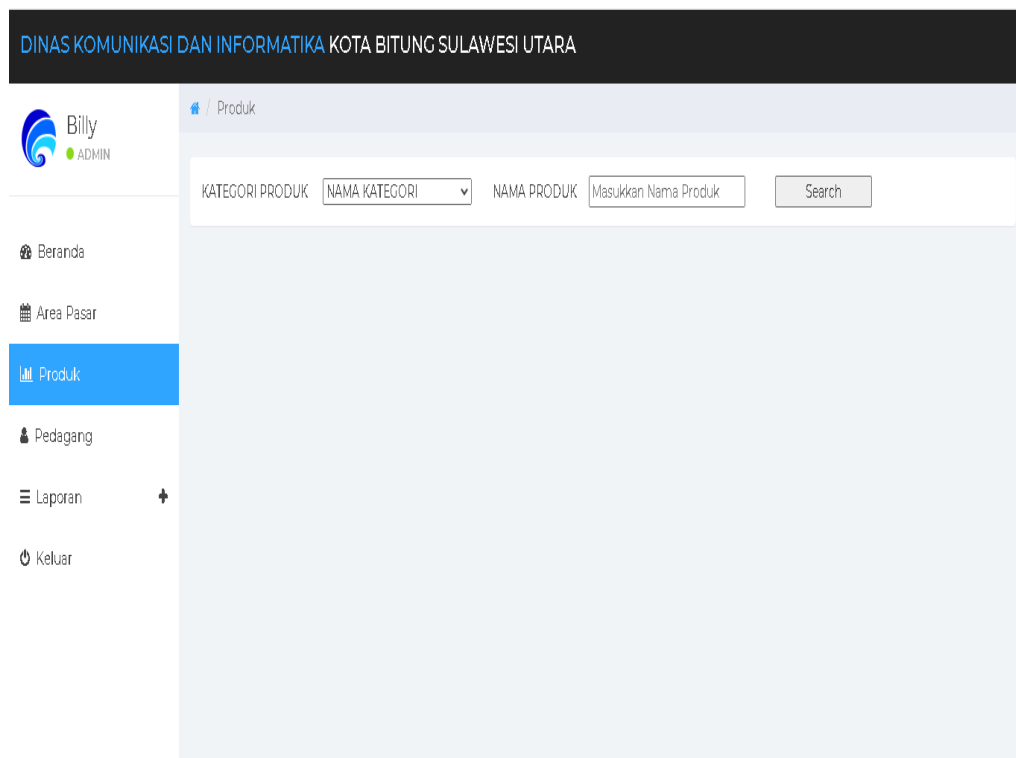 DINAS KOMUNIKASI DAN INFORMATIKA KOTA BITUNG SULAWESI UTARA
Billy
ADMIN
/ Produk
KATEGORI PRODUK NAMA KATEGORI NAMA PRODUK Masukkan Nama Produk Search
Beranda
Area Pasar
Produk
Pedagang
Laporan
Keluar